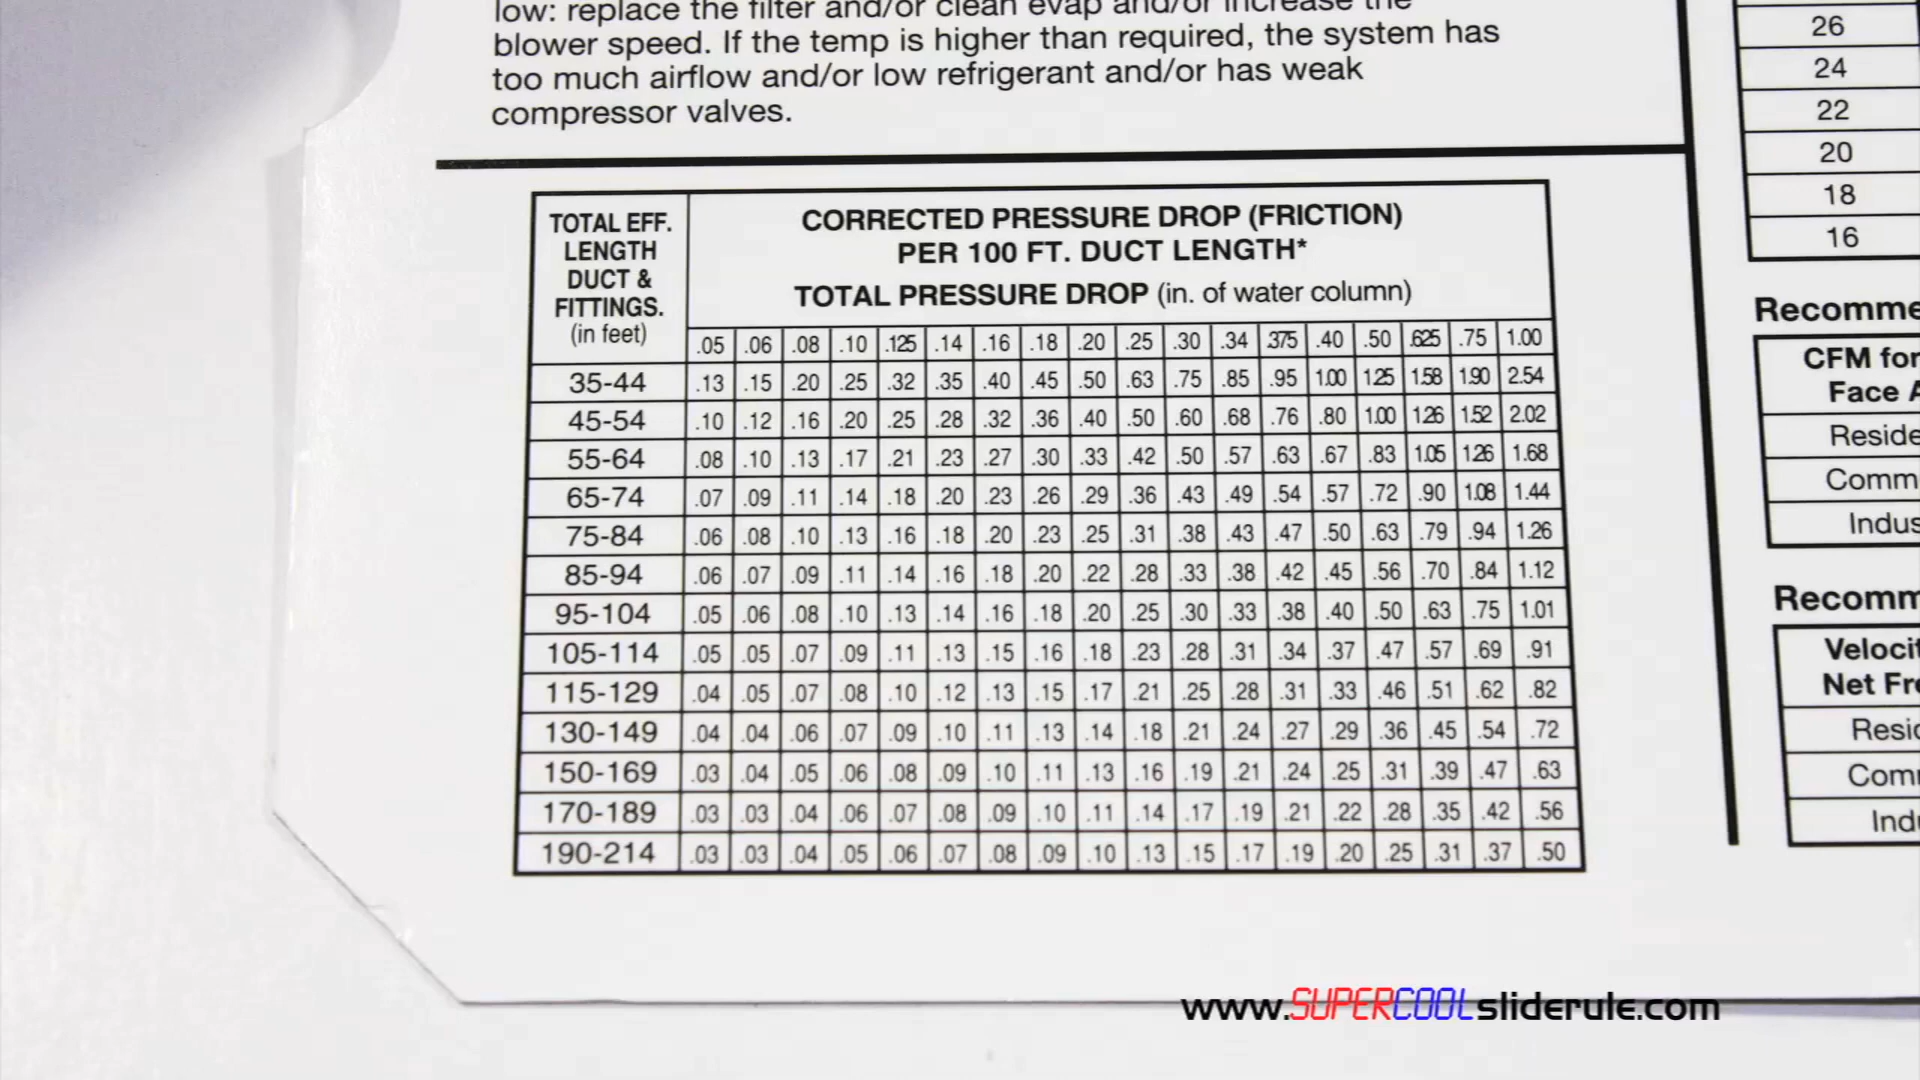 low: replace the filter and/or clean evap and/or increase the
blower speed. If the temp is higher than required, the system has
too much airflow and/or low refrigerant and/or has weak
compressor valves.
TOTAL EFF.
LENGTH
DUCT &
FITTINGS.
(in feet)
CORRECTED PRESSURE DROP (FRICTION)
PER 100 FT. DUCT LENGTH*
TOTAL PRESSURE DROP (in. of water column)
.05 .06 .08 .10 .125 .14 .16 .18 .20 .25 .30 .34 .375 .40 .50 .625 .75 1.00
35-44 .13 .15 .20 .25 .32 .35 .40 .45 .50 .63 .75 .85 .95 1.00 1.25 1.58 1.90 2.54
45-54 .10 .12 .16 .20 .25 .28 .32 .36 .40 .50 .60 .68 .76 .80 1.00 1.26 1.52 2.02
55-64 .08 .10 .13 .17 .21 .23 .27 .30 .33 .42 .50 .57 .63 .67 .83 1.05 1.26 1.68
65-74 .07 .09 .11 .14 .18 .20 .23 .26 .29 .36 .43 .49 .54 .57 .72 .90 1.08 1.44
75-84 .06 .08 .10 .13 .16 .18 .20 .23 .25 .31 .38 .43 .47 .50 .63 .79 .94 1.26
85-94 .06 .07 .09 .11 .14 .16 .18 .20 .22 .28 .33 .38 .42 .45 .56 .70 .84 1.12
95-104 .05 .06 .08 .10 .13 .14 .16 .18 .20 .25 .30 .33 .38 .40 .50 .63 .75 1.01
105-114 .05 .05 .07 .09 .11 .13 .15 .16 .18 .23 .28 .31 .34 .37 .47 .57 .69 .91
115-129 .04 .05 .07 .08 .10 .12 .13 .15 .17 .21 .25 .28 .31 .33 .46 .51 .62 .82
130-149 .04 .04 .06 .07 .09 .10 .11 .13 .14 .18 .21 .24 .27 .29 .36 .45 .54 .72
150-169 .03 .04 .05 .06 .08 .09 .10 .11 .13 .16 .19 .21 .24 .25 .31 .39 .47 .63
170-189 .03 .03 .04 .06 .07 .08 .09 .10 .11 .14 .17 .19 .21 .22 .28 .35 .42 .56
190-214 .03 .03 .04 .05 .06 .07 .08 .09 .10 .13 .15 .17 .19 .20 .25 .31 .37 .50
26
24
22
20
18
16
Recomme
CFM for
Face A
Reside
Comm
Indus
Recomm
Velocit
Net Fre
Resid
Comm
Indu
www.SUPERCOOLsliderule.com